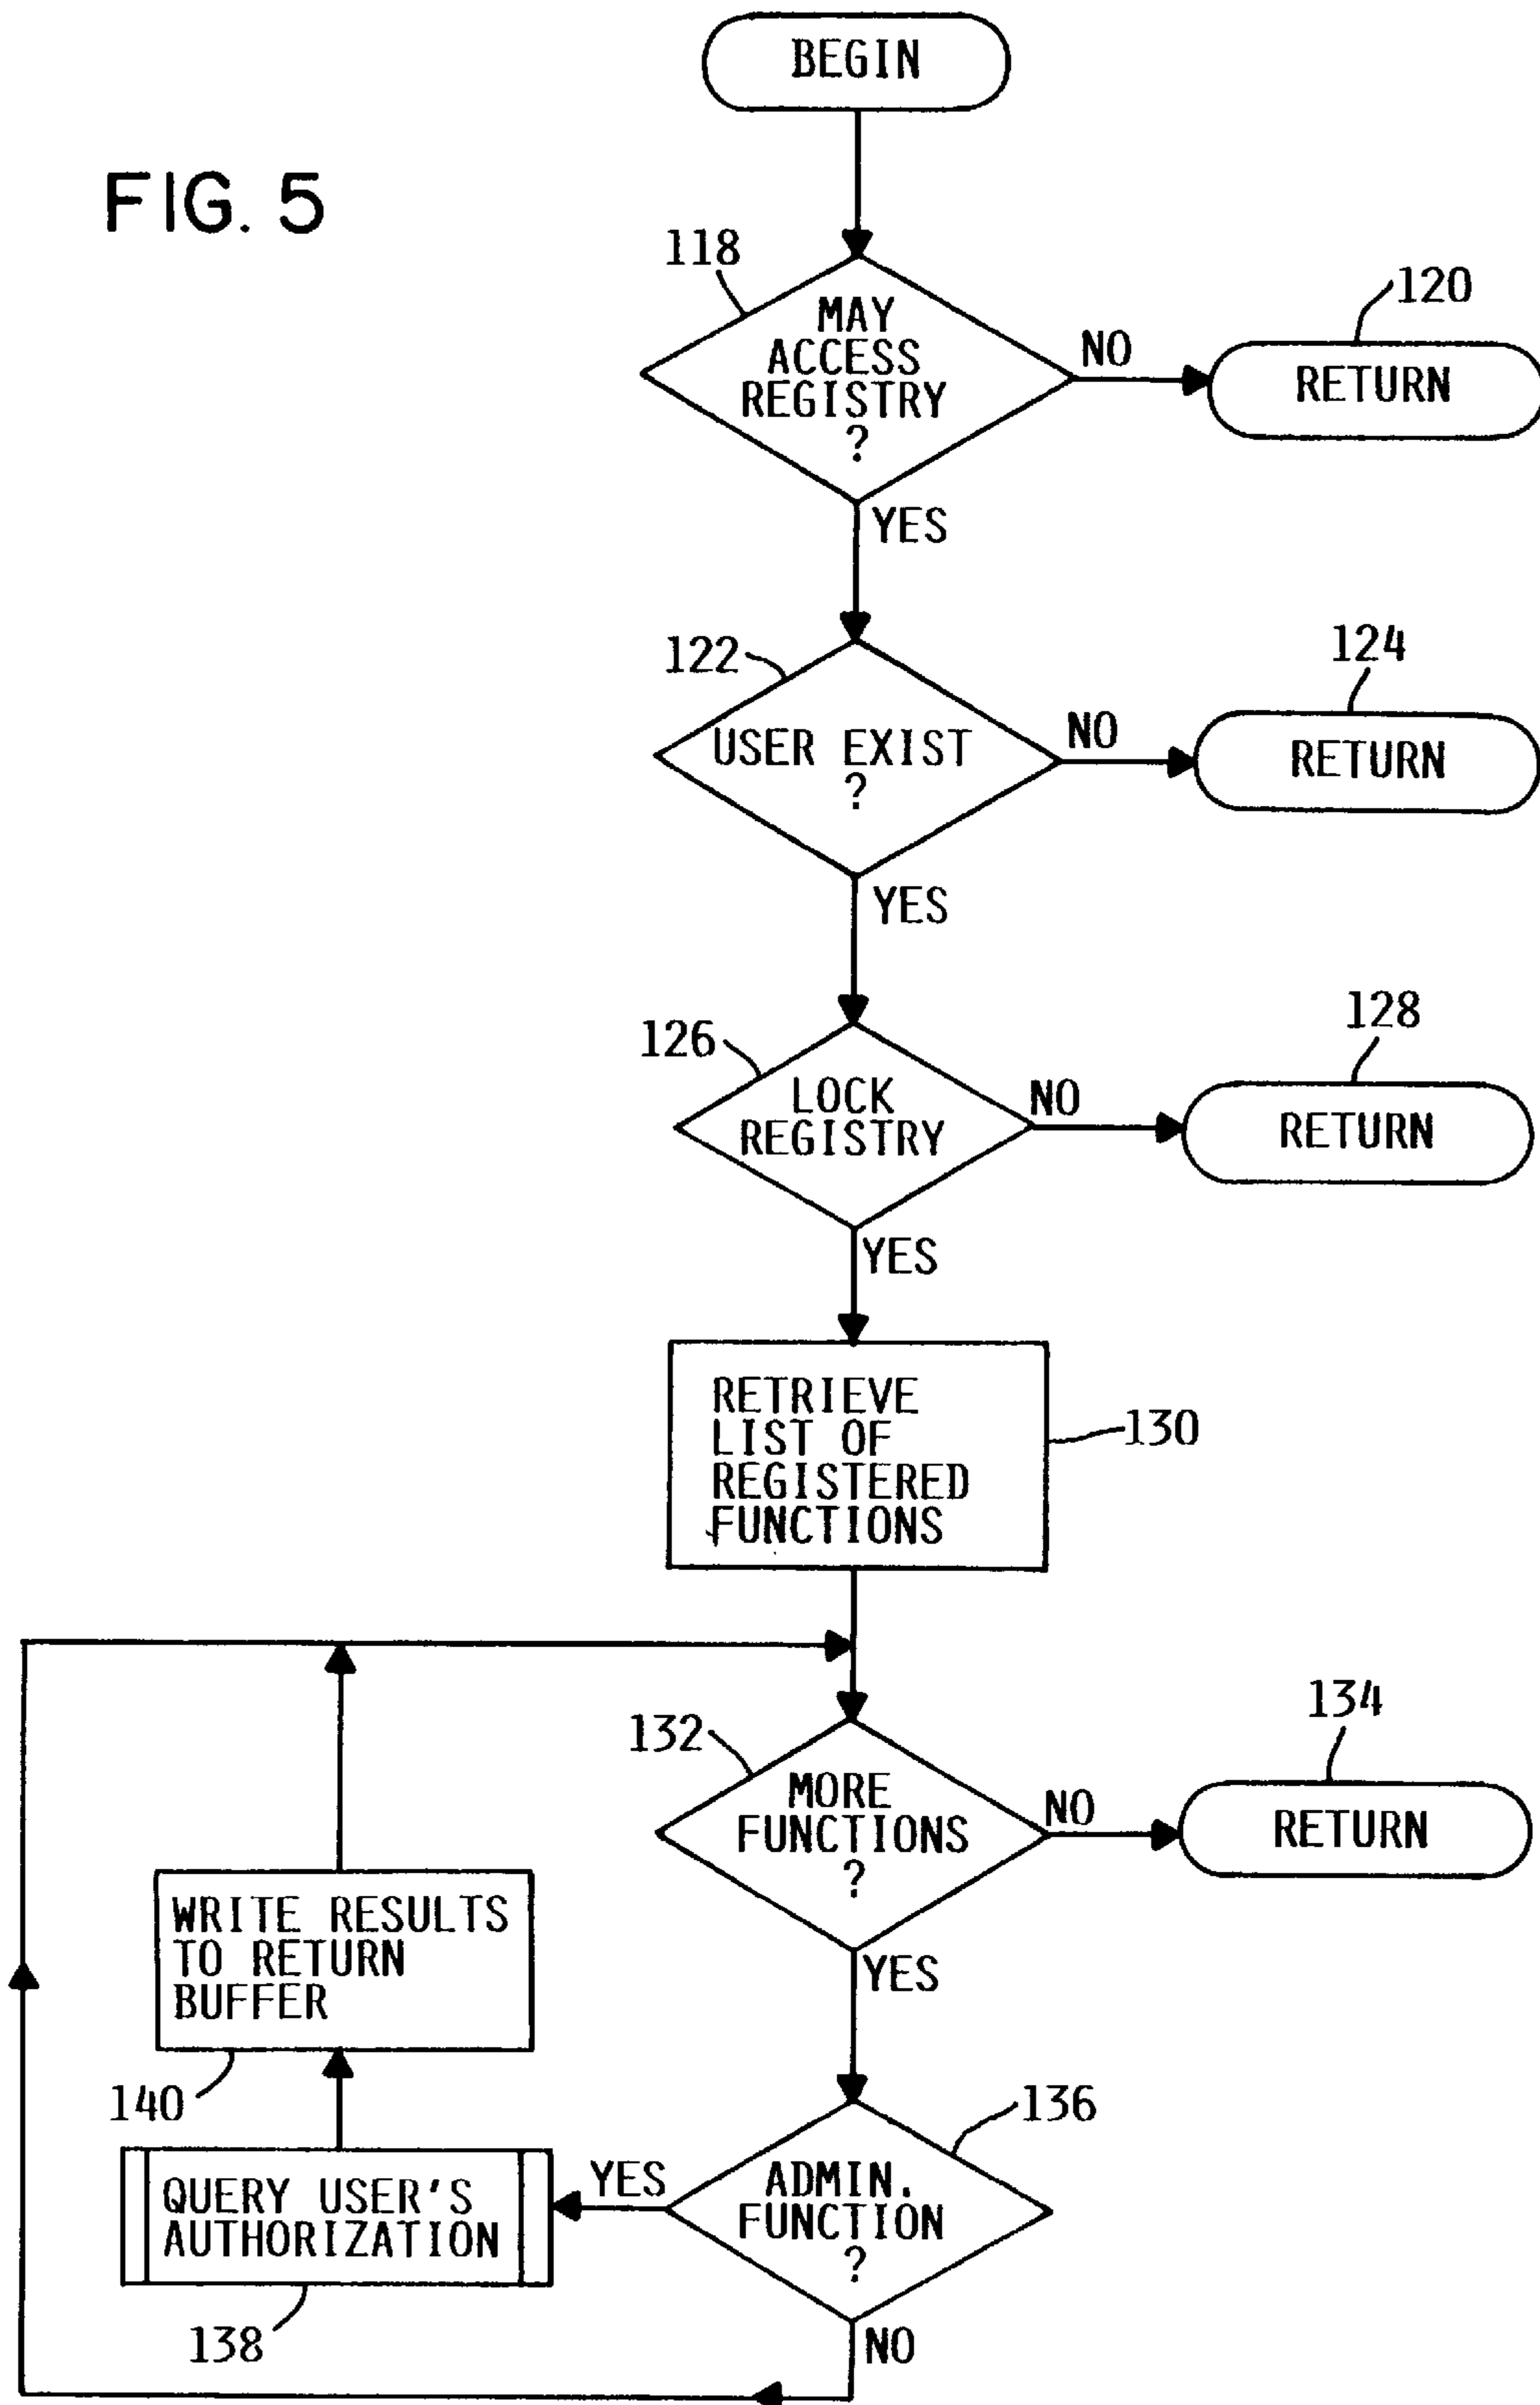 BEGIN
FIG. 5
118
MAY
ACCESS
REGISTRY
?
NO
120
RETURN
YES
122
USER EXIST
?
NO
124
RETURN
YES
126
LOCK
REGISTRY
NO
128
RETURN
YES
RETRIEVE
LIST OF
REGISTERED
FUNCTIONS
130
132
MORE
FUNCTIONS
?
NO
134
RETURN
YES
WRITE RESULTS
TO RETURN
BUFFER
140
136
ADMIN.
FUNCTION
?
YES
QUERY USER'S
AUTHORIZATION
138
NO